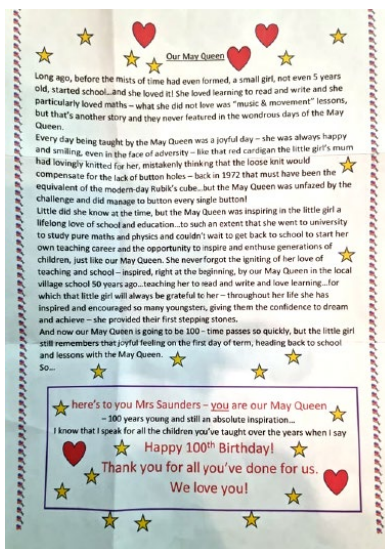 Our May Queen
Long ago, before the mists of time had even formed, a small girl, not even 5 years
old, started school...and she loved it! She loved learning to read and write and she
particularly loved maths – what she did not love was "music & movement" lessons,
but that's another story and they never featured in the wondrous days of the May
Queen.
Every day being taught by the May Queen was a joyful day – she was always happy
and smiling, even in the face of adversity – like that red cardigan the little girl's mum
had lovingly knitted for her, mistakenly thinking that the loose knit would
compensate for the lack of button holes – back in 1972 that must have been the
equivalent of the modern-day Rubik's cube...but the May Queen was unfazed by the
challenge and did manage to button every single button!
Little did she know at the time, but the May Queen was inspiring in the little girl a
lifelong love of school and education...to such an extent that she went to university
to study pure maths and physics and couldn't wait to get back to school to start her
own teaching career and the opportunity to inspire and enthuse generations of
children, just like our May Queen. She never forgot the igniting of her love of
teaching and school – inspired, right at the beginning, by our May Queen in the local
village school 50 years ago...teaching her to read and write and love learning...for
which that little girl will always be grateful to her – throughout her life she has
inspired and encouraged so many youngsters, giving them the confidence to dream
and achieve – she provided their first stepping stones.
And now our May Queen is going to be 100 – time passes so quickly, but the little girl
still remembers that joyful feeling on the first day of term, heading back to school
and lessons with the May Queen.
So...
here's to you Mrs Saunders – you are our May Queen
– 100 years young and still an absolute inspiration...
I know that I speak for all the children you've taught over the years when I say
Happy 100th Birthday!
Thank you for all you've done for us.
We love you!